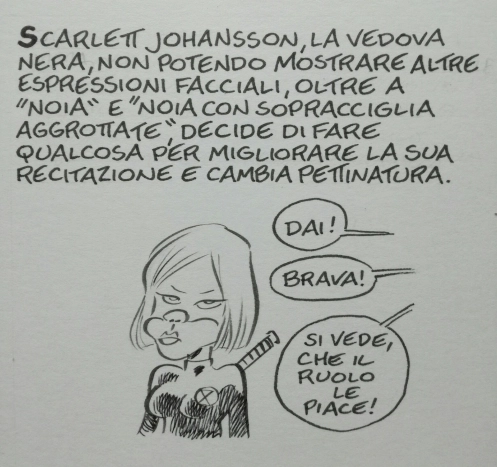 SCARLETT JOHANSSON, LA VEDOVA
NERA, NON POTENDO MOSTRARE ALTRE
ESPRESSIONI FACCIALI, OLTRE A
"NOIA" E "NOIA CON SOPRACCIGLIA
AGGROTTATE", DECIDE DI FARE
QUALCOSA PER MIGLIORARE LA SUA
RECITAZIONE E CAMBIA PETTINATURA.
DAI!
BRAVA!
SI VEDE,
CHE IL
RUOLO
LE
PIACE!